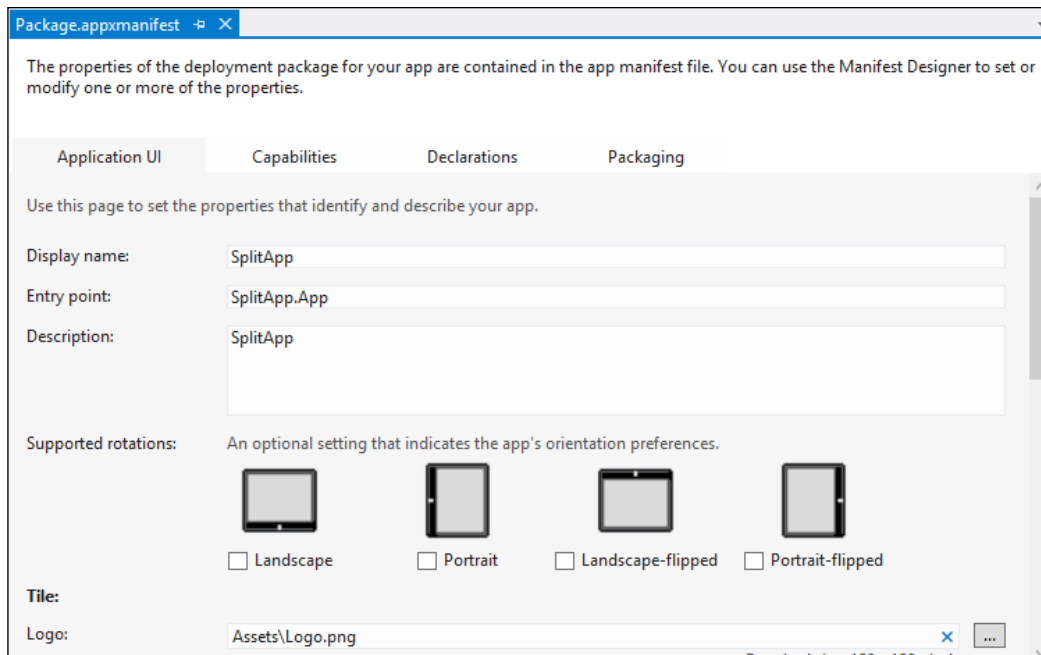 Package.appxmanifest
The properties of the deployment package for your app are contained in the app manifest file. You can use the Manifest Designer to set or
modify one or more of the properties.
Application UI Capabilities Declarations Packaging
Use this page to set the properties that identify and describe your app.
Display name: SplitApp
Entry point: SplitApp.App
Description: SplitApp
Supported rotations: An optional setting that indicates the app's orientation preferences.
Landscape Portrait Landscape-flipped Portrait-flipped
Tile:
Logo: Assets\Logo.png ...